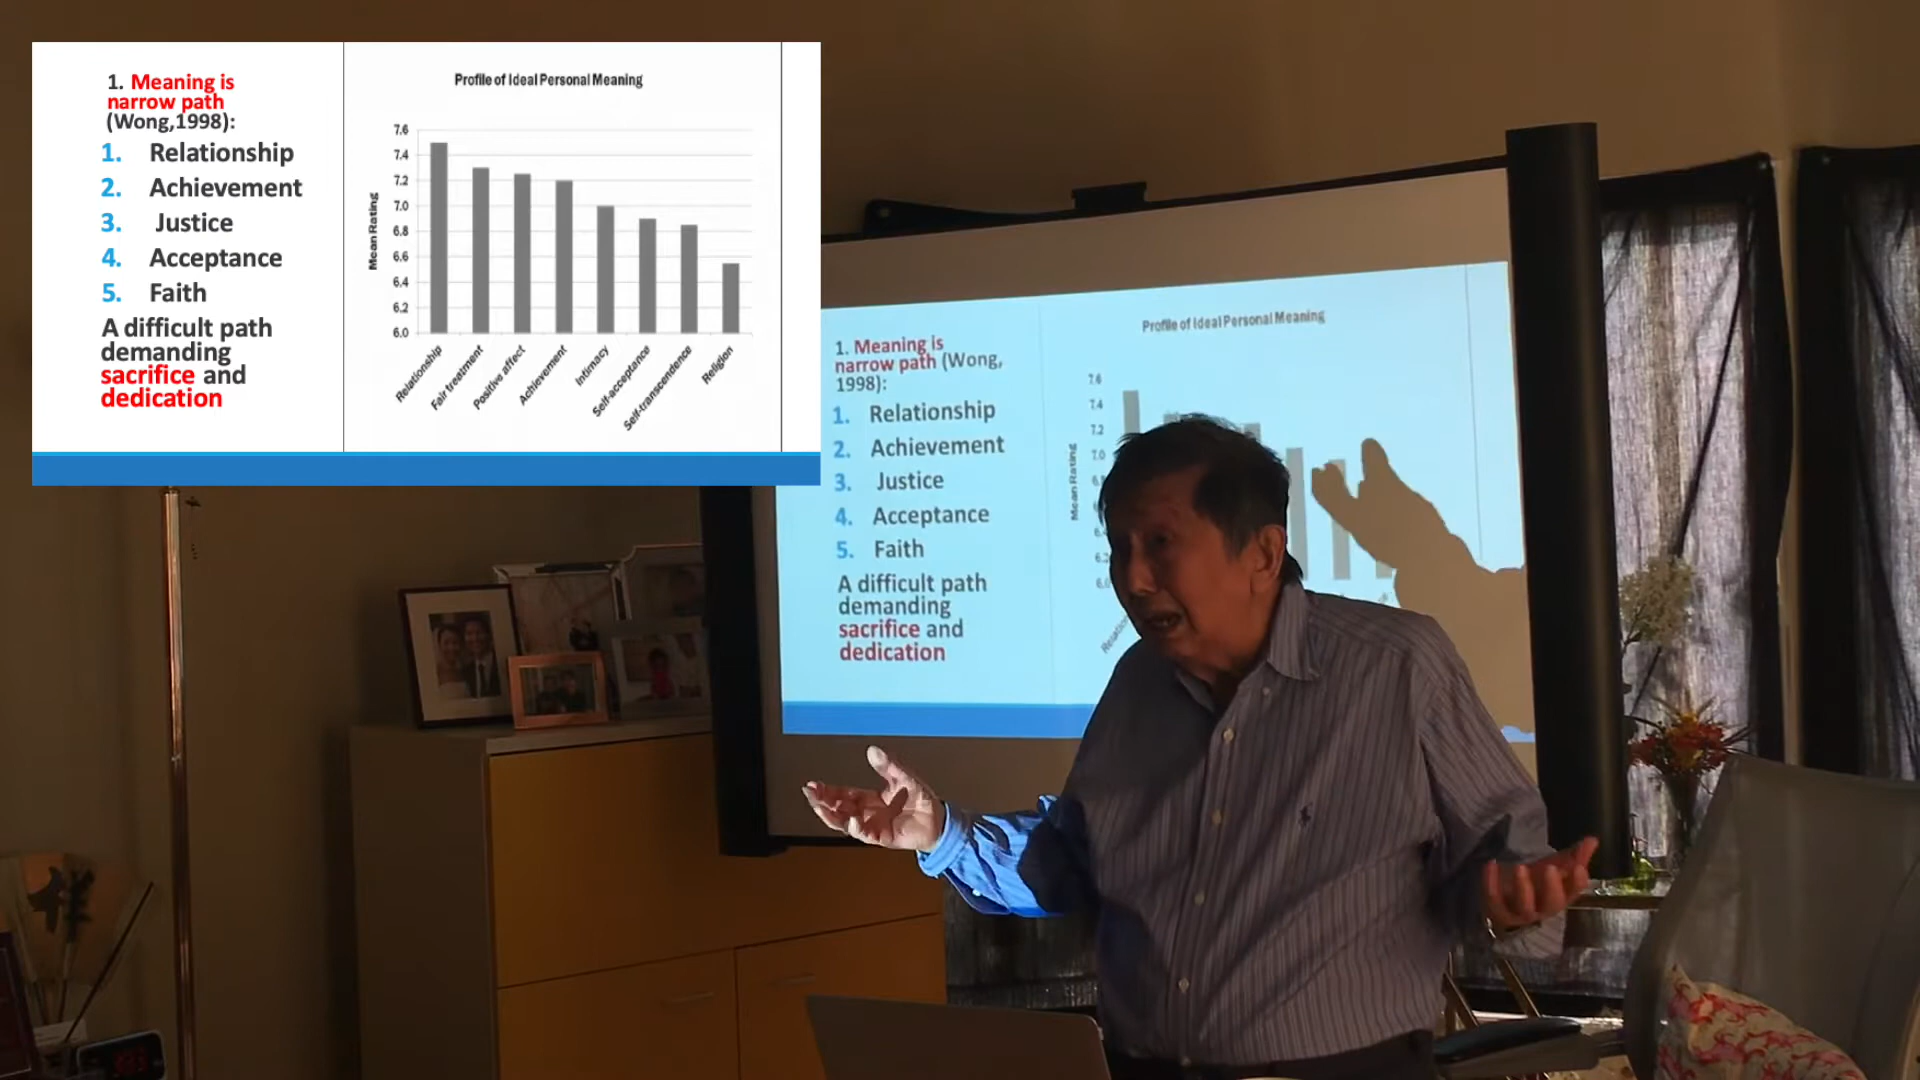 1. Meaning is
narrow path
(Wong,1998):
1. Relationship
2. Achievement
3. Justice
4. Acceptance
5. Faith
A difficult path
demanding
sacrifice and
dedication
Profile of Ideal Personal Meaning
Mean Rating
7.6
7.4
7.2
7.0
6.8
6.6
6.4
6.2
6.0
Relationship
Fair treatment
Positive affect
Achievement
Intimacy
Self-acceptance
Self-transcendence
Religion
1. Meaning is
narrow path (Wong,
1998):
1. Relationship
2. Achievement
3. Justice
4. Acceptance
5. Faith
A difficult path
demanding
sacrifice and
dedication
Profile of Ideal Personal Meaning
Mean Rating
7.6
7.4
7.2
7.0